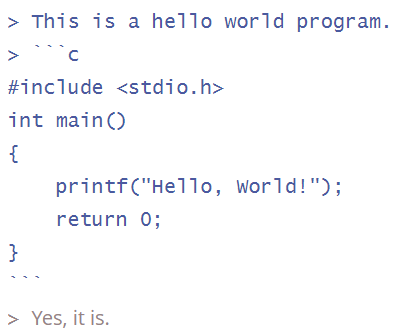 > This is a hello world program.
> ```c
#include <stdio.h>
int main()
{
    printf("Hello, World!");
    return 0;
}
```
> Yes, it is.